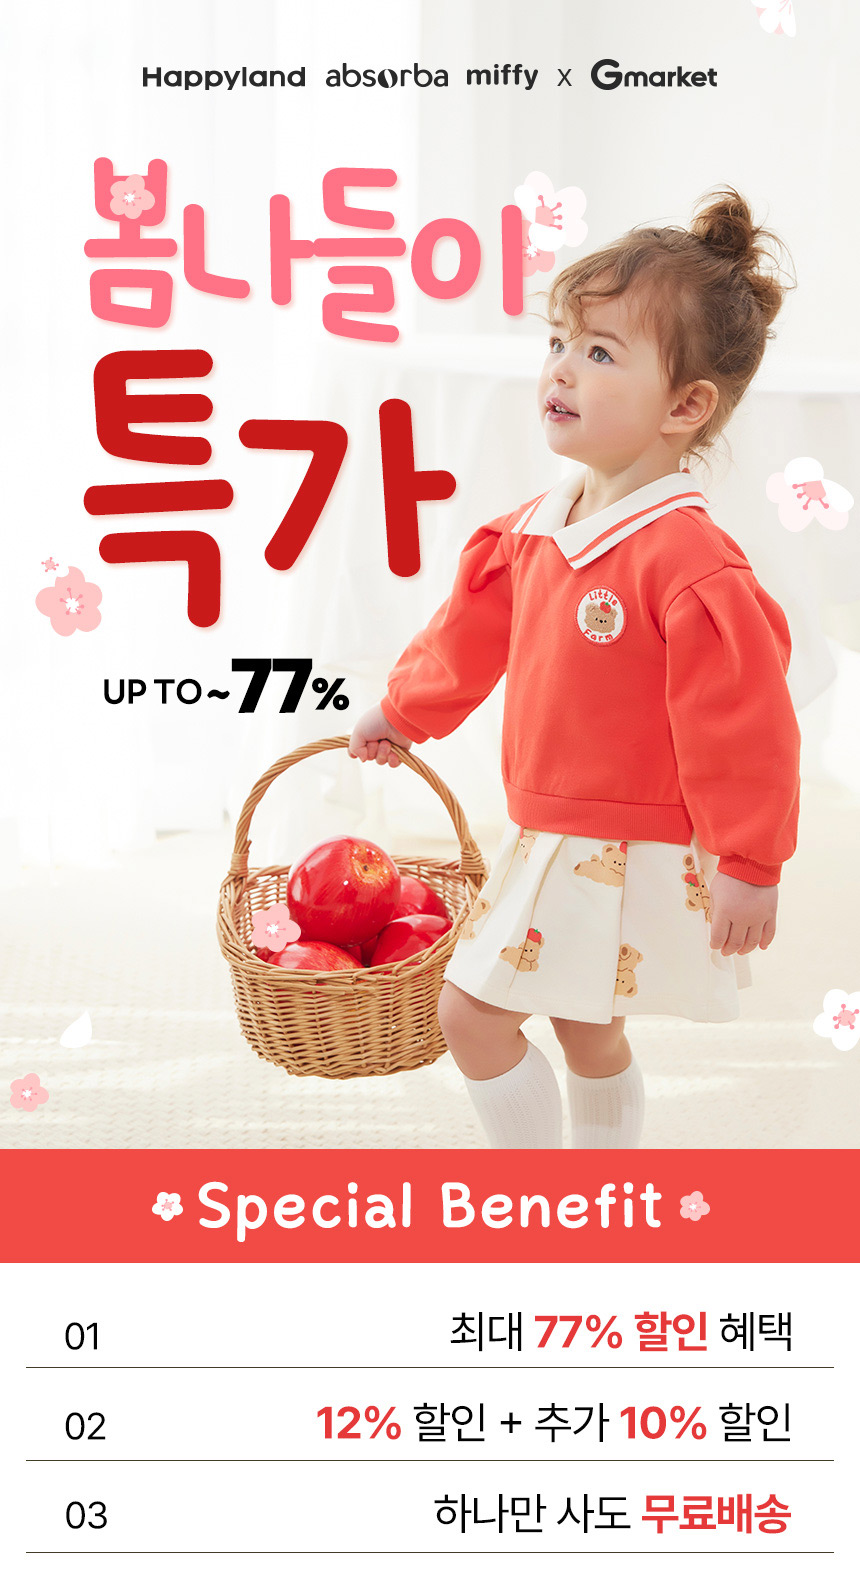 Happyland absorba miffy x Gmarket
봄나들이
특가
UP TO ~77%
Little
Farm
Special Benefit
01 최대 77% 할인 혜택
02 12% 할인 + 추가 10% 할인
03 하나만 사도 무료배송